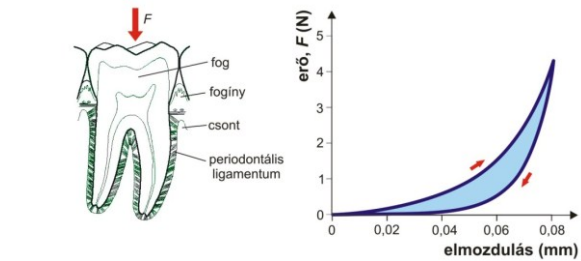 F
fog
fogíny
csont
periodontális
ligamentum
erő, F (N)
5
4
3
2
1
0
0 0,02 0,04 0,06 0,08
elmozdulás (mm)